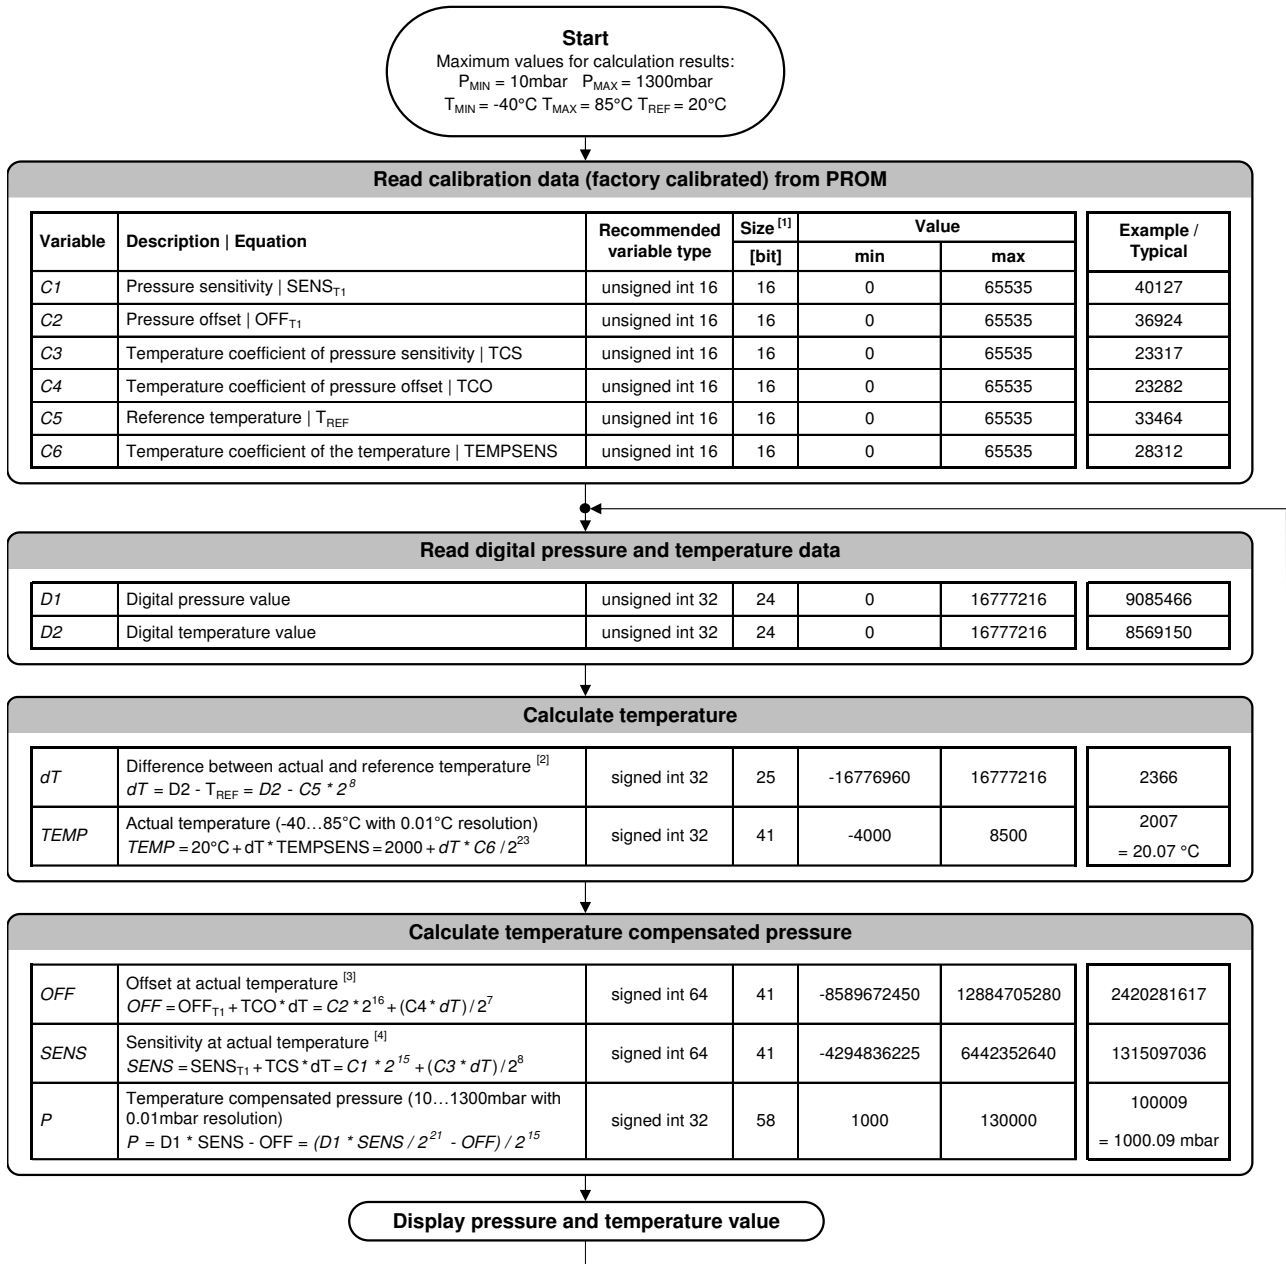 Start
Maximum values for calculation results:
P_MIN = 10mbar P_MAX = 1300mbar
T_MIN = -40°C T_MAX = 85°C T_REF = 20°C
Read calibration data (factory calibrated) from PROM
Variable Description | Equation Recommended variable type Size [1] [bit] Value min max Example / Typical
C1 Pressure sensitivity | SENS_T1 unsigned int 16 16 0 65535 40127
C2 Pressure offset | OFF_T1 unsigned int 16 16 0 65535 36924
C3 Temperature coefficient of pressure sensitivity | TCS unsigned int 16 16 0 65535 23317
C4 Temperature coefficient of pressure offset | TCO unsigned int 16 16 0 65535 23282
C5 Reference temperature | T_REF unsigned int 16 16 0 65535 33464
C6 Temperature coefficient of the temperature | TEMPSENS unsigned int 16 16 0 65535 28312
Read digital pressure and temperature data
D1 Digital pressure value unsigned int 32 24 0 16777216 9085466
D2 Digital temperature value unsigned int 32 24 0 16777216 8569150
Calculate temperature
dT Difference between actual and reference temperature [2]
dT = D2 - T_REF = D2 - C5 * 2^8 signed int 32 25 -16776960 16777216 2366
TEMP Actual temperature (-40…85°C with 0.01°C resolution)
TEMP = 20°C + dT * TEMPSENS = 2000 + dT * C6 / 2^23 signed int 32 41 -4000 8500 2007
= 20.07 °C
Calculate temperature compensated pressure
OFF Offset at actual temperature [3]
OFF = OFF_T1 + TCO * dT = C2 * 2^16 + (C4 * dT) / 2^7 signed int 64 41 -8589672450 12884705280 2420281617
SENS Sensitivity at actual temperature [4]
SENS = SENS_T1 + TCS * dT = C1 * 2^15 + (C3 * dT) / 2^8 signed int 64 41 -4294836225 6442352640 1315097036
P Temperature compensated pressure (10…1300mbar with
0.01mbar resolution)
P = D1 * SENS - OFF = (D1 * SENS / 2^21 - OFF) / 2^15 signed int 32 58 1000 130000 100009
= 1000.09 mbar
Display pressure and temperature value